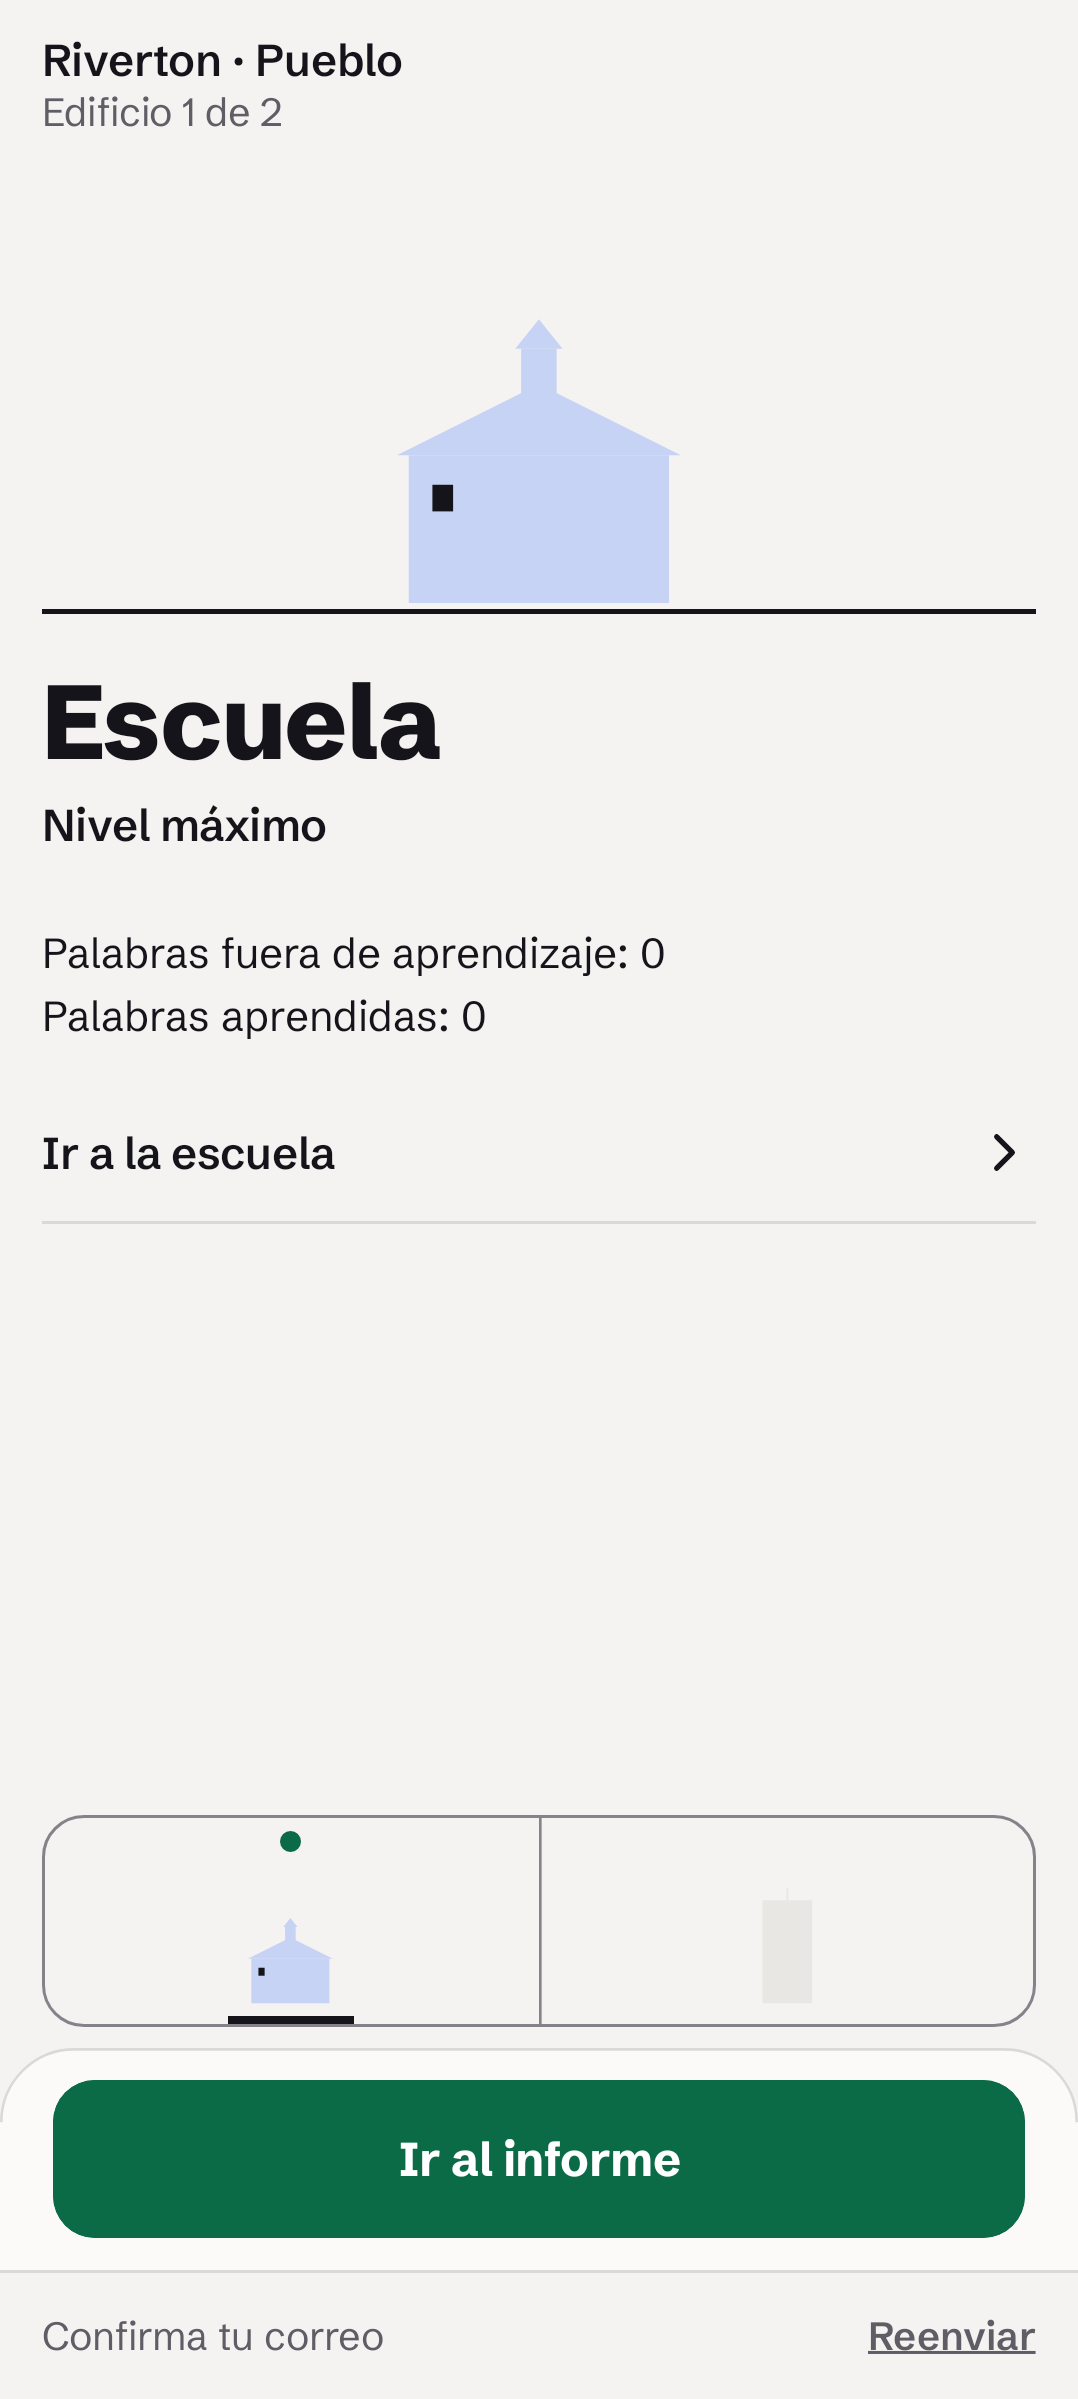 Riverton · Pueblo
Edificio 1 de 2
Escuela
Nivel máximo
Palabras fuera de aprendizaje: 0
Palabras aprendidas: 0
Ir a la escuela
Ir al informe
Confirma tu correo
Reenviar